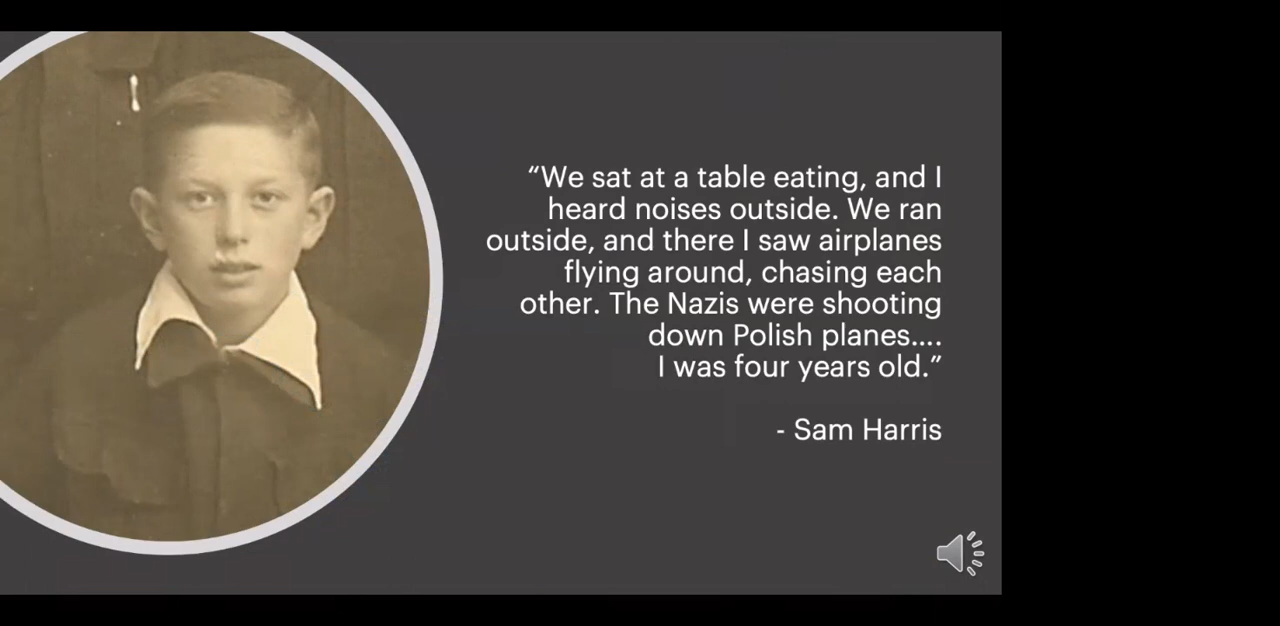 “We sat at a table eating, and I
heard noises outside. We ran
outside, and there I saw airplanes
flying around, chasing each
other. The Nazis were shooting
down Polish planes....
I was four years old.”
- Sam Harris